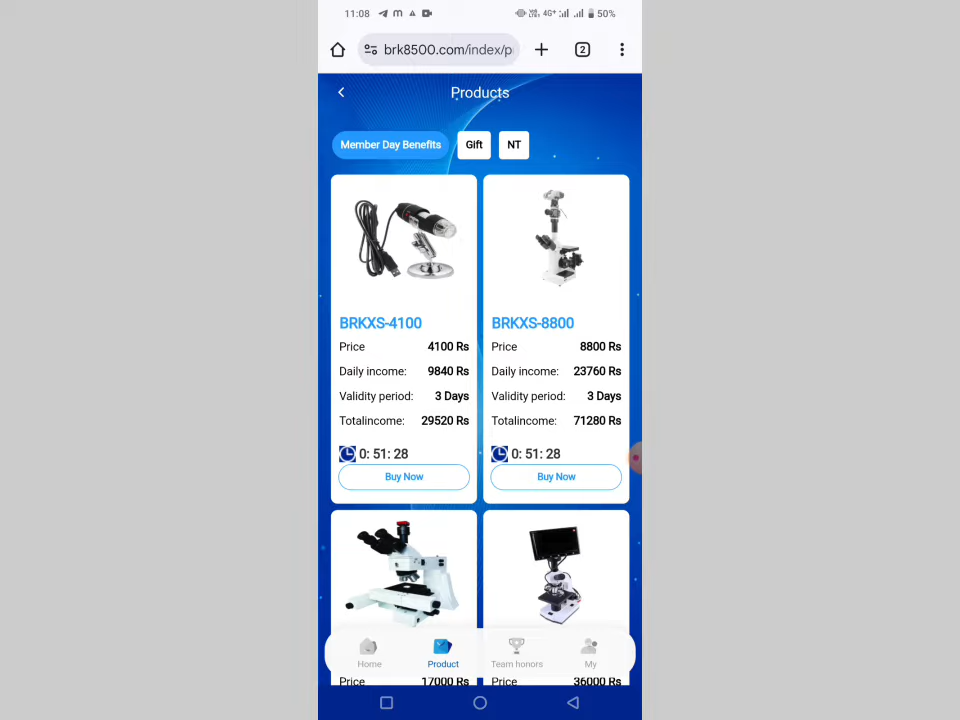 11:08 50%
4G+
brk8500.com/index/p
2
Products
Member Day Benefits Gift NT
BRKXS-4100
Price 4100 Rs
Daily income: 9840 Rs
Validity period: 3 Days
Totalincome: 29520 Rs
0: 51: 28
Buy Now
BRKXS-8800
Price 8800 Rs
Daily income: 23760 Rs
Validity period: 3 Days
Totalincome: 71280 Rs
0: 51: 28
Buy Now
Home Product Team honors My
Price 17000 Rs Price 36000 Rs